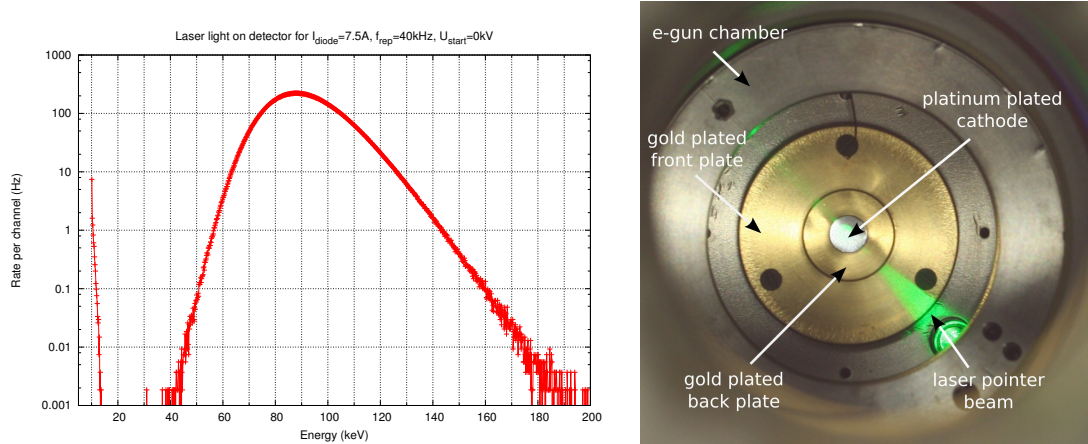 Laser light on detector for I_diode=7.5A, f_rep=40kHz, U_start=0kV
1000
100
10
1
0.1
0.01
0.001
Rate per channel (Hz)
20 40 60 80 100 120 140 160 180 200
Energy (keV)
e-gun chamber
platinum plated
cathode
gold plated
front plate
gold plated
back plate
laser pointer
beam